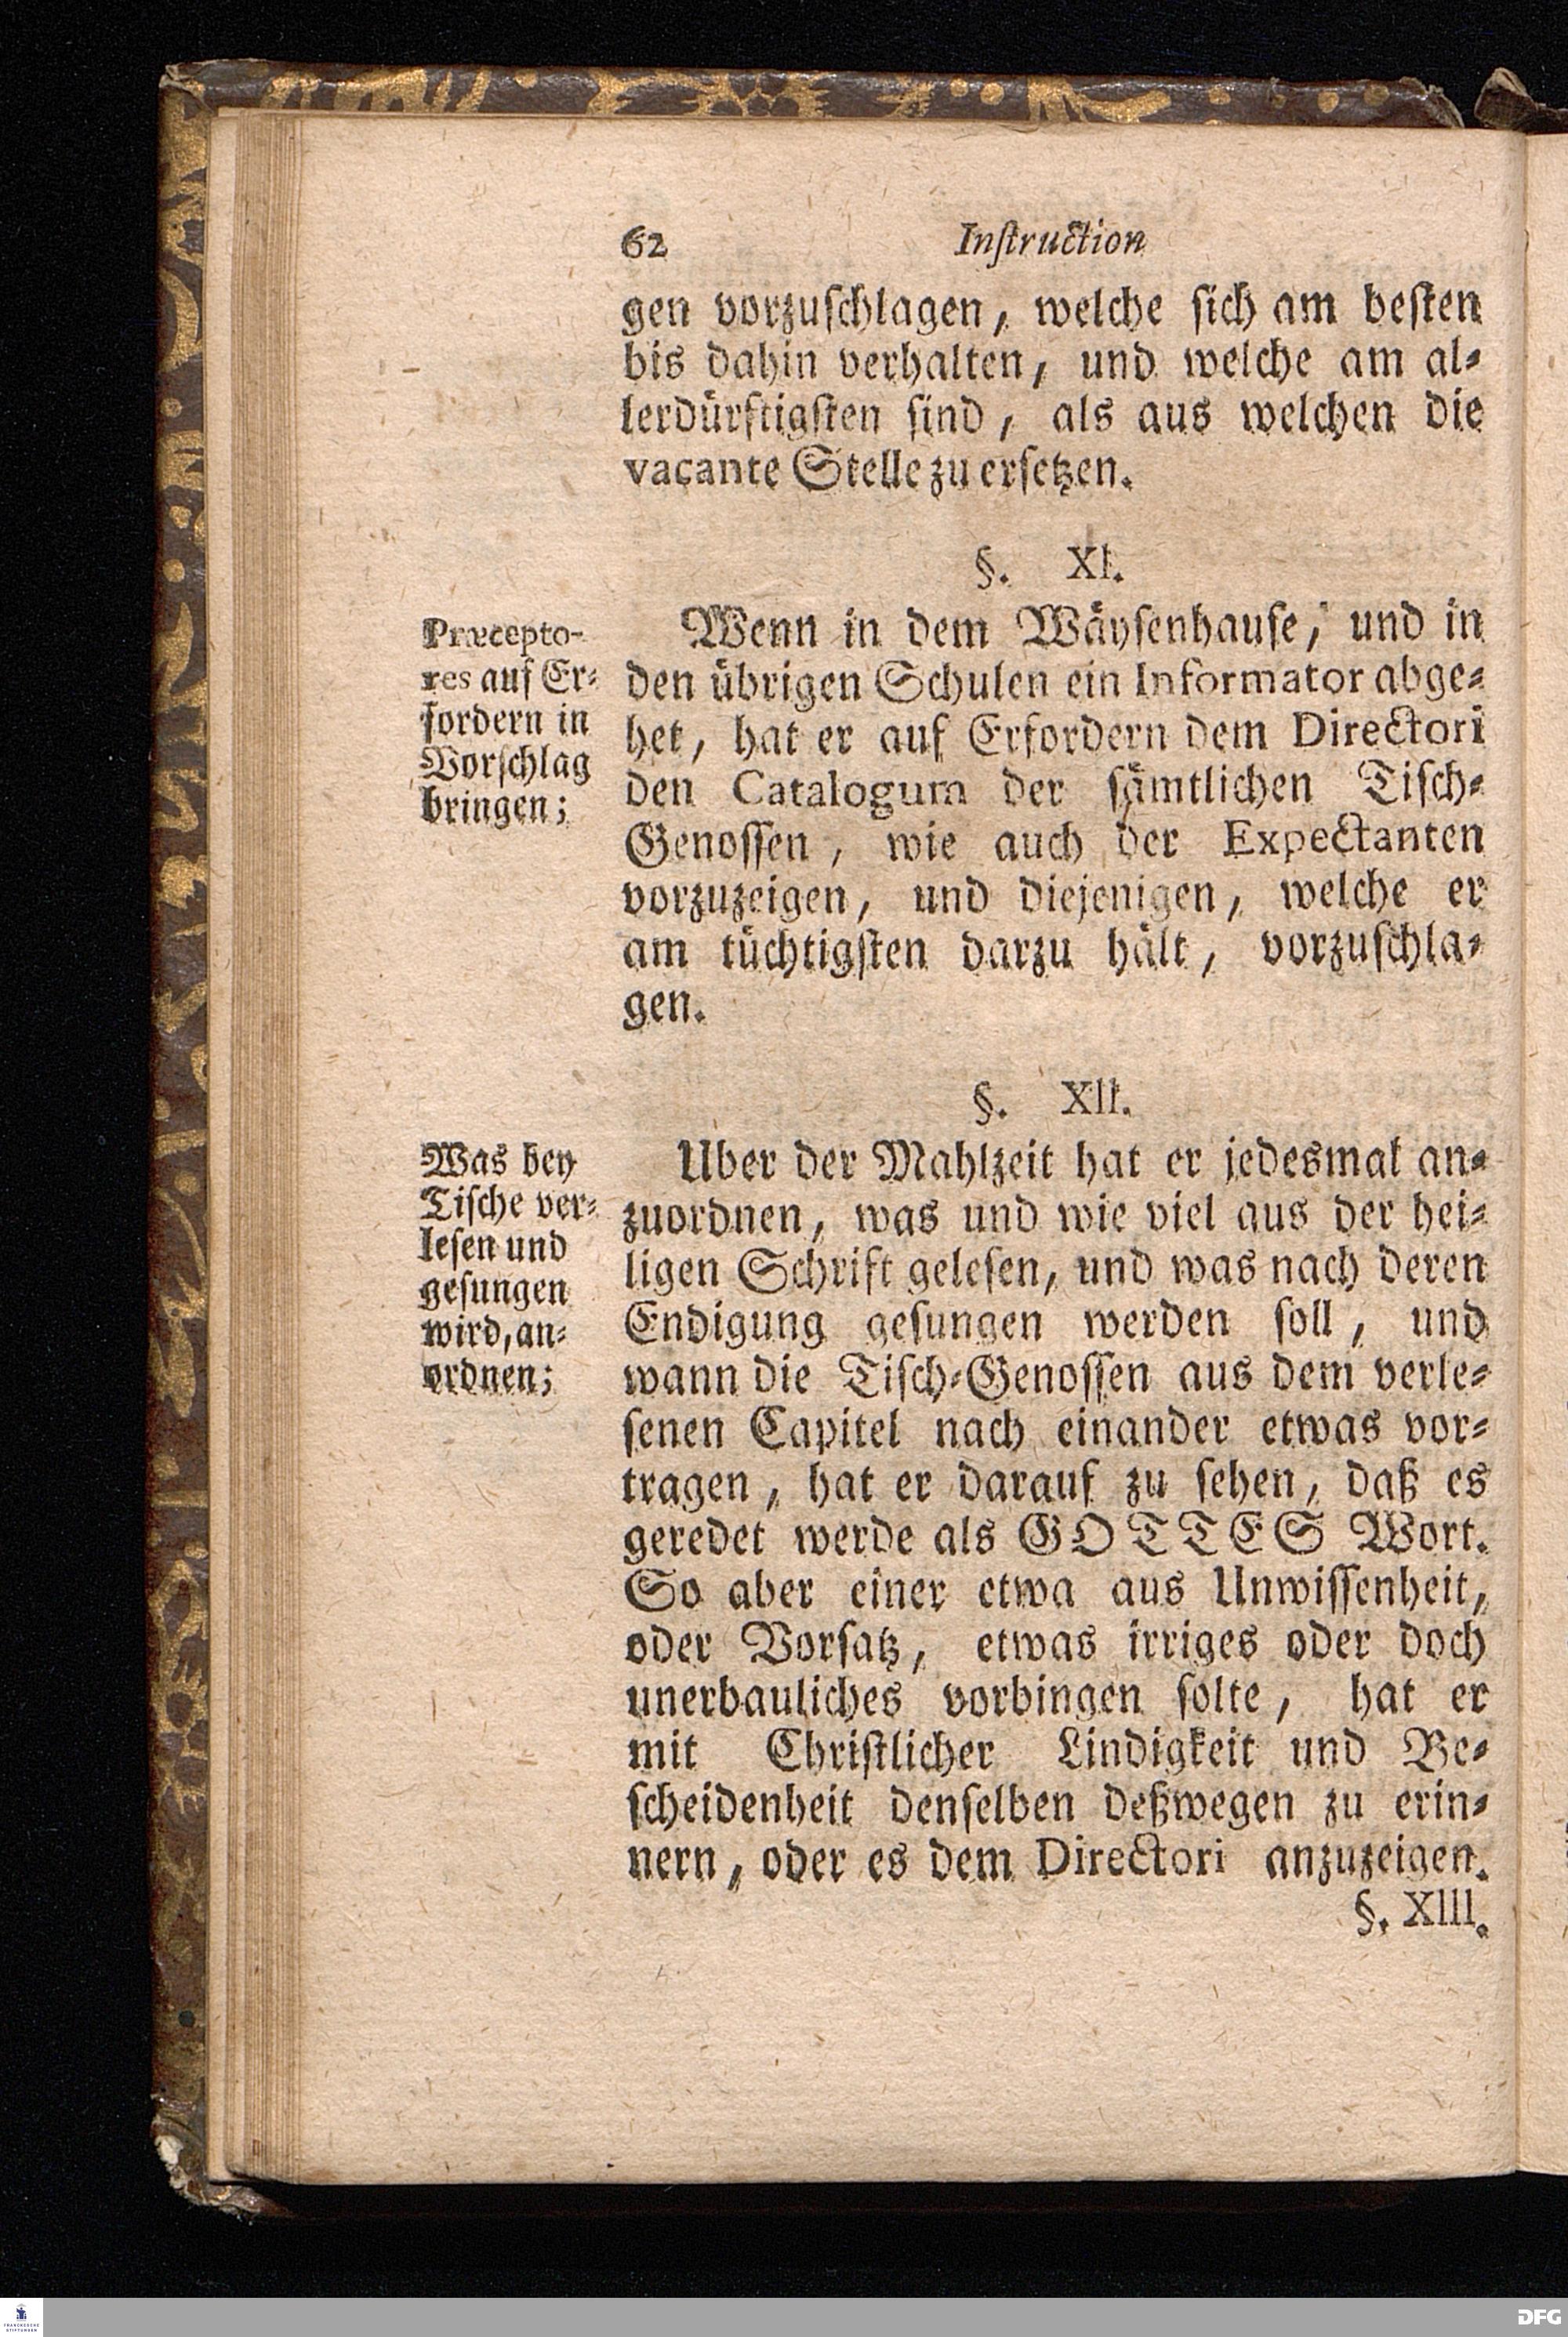 62 Inſtruction
gen vorzuſchlagen, welche ſich am beſten
bis dahin verhalten, und welche am al⸗
lerdürftigſten ſind, als aus welchen die
vacante Stelle zu erſetzen.
§. XI.
Præcepto-
res auf Er⸗
fordern in
Vorſchlag
bringen;
Wenn in dem Wäyſenhauſe, und in
den übrigen Schulen ein Informator abge⸗
het, hat er auf Erfordern dem Directori
den Catalogum der ſämtlichen Tiſch⸗
Genoſſen, wie auch der Expectanten
vorzuzeigen, und diejenigen, welche er
am tüchtigſten darzu hält, vorzuſchla⸗
gen.
§. XII.
Was bey
Tiſche ver⸗
leſen und
geſungen
wird, an⸗
ordnen;
Uber der Mahlzeit hat er jedesmal an⸗
zuordnen, was und wie viel aus der hei⸗
ligen Schrift geleſen, und was nach deren
Endigung geſungen werden ſoll, und
wann die Tiſch⸗Genoſſen aus dem verle⸗
ſenen Capitel nach einander etwas vor⸗
tragen, hat er darauf zu ſehen, daß es
geredet werde als GOTTES Wort.
So aber einer etwa aus Unwiſſenheit,
oder Vorſatz, etwas irriges oder doch
unerbauliches vorbingen ſolte, hat er
mit Chriſtlicher Lindigkeit und Be⸗
ſcheidenheit denſelben deßwegen zu erin⸗
nern, oder es dem Directori anzuzeigen.
§. XIII.
FRANCKESCHE
STIFTUNGEN
DFG